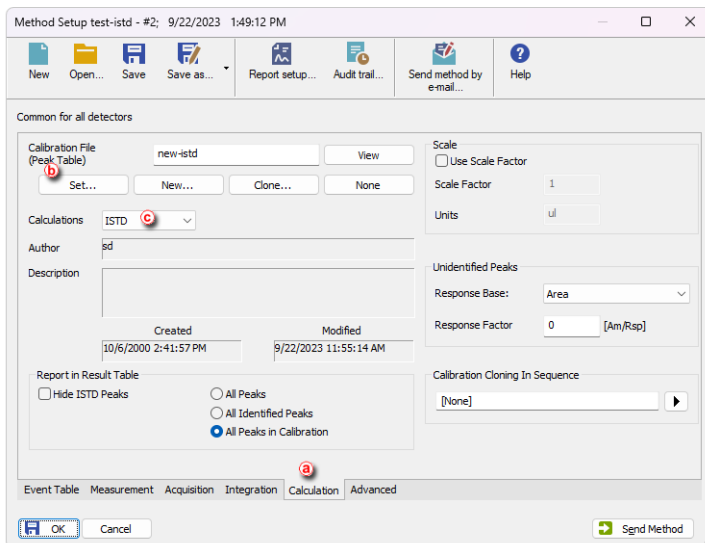 Method Setup test-istd - #2; 9/22/2023 1:49:12 PM
New Open... Save Save as... Report setup... Audit trail... Send method by e-mail... Help
Common for all detectors
Calibration File
(Peak Table)
new-istd
View
b
Set... New... Clone... None
Calculations ISTD c
Author sd
Description
Created Modified
10/6/2000 2:41:57 PM 9/22/2023 11:55:14 AM
Report in Result Table
Hide ISTD Peaks
All Peaks
All Identified Peaks
All Peaks in Calibration
Scale
Use Scale Factor
Scale Factor 1
Units ul
Unidentified Peaks
Response Base: Area
Response Factor 0 [Am/Rsp]
Calibration Cloning In Sequence
[None]
a
Event Table Measurement Acquisition Integration Calculation Advanced
OK Cancel Send Method